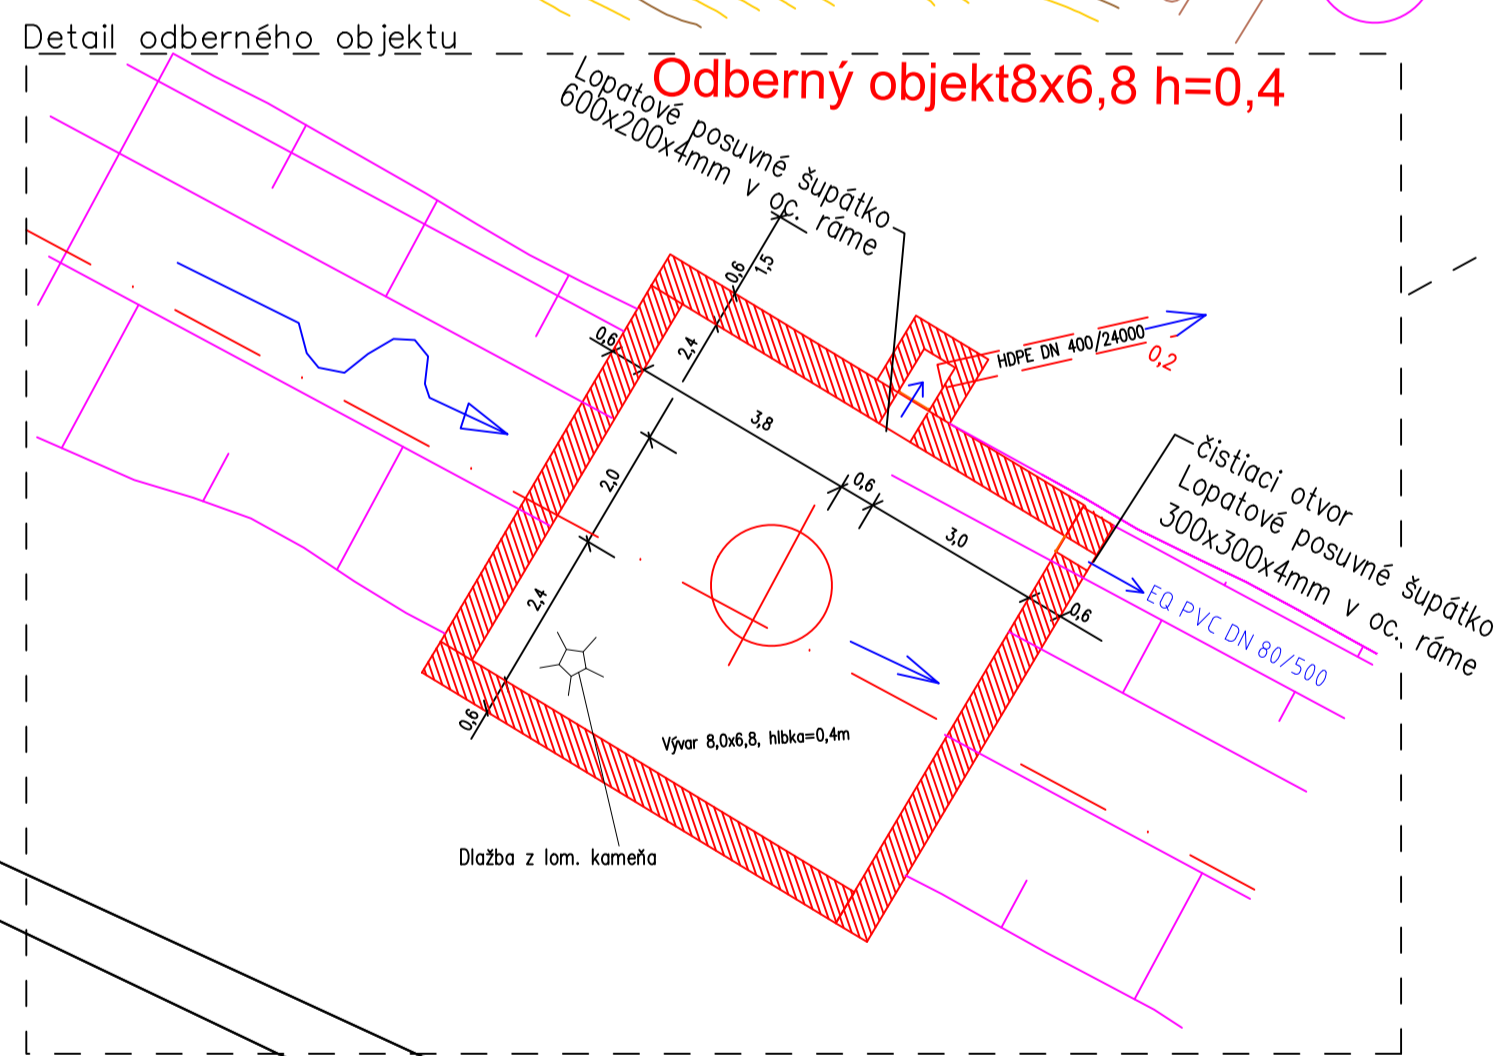 Detail odberného objektu
Odberný objekt8x6,8 h=0,4
Lopatové posuvné šupátko
600x200x4mm v oc. ráme
0,6
1,5
0,6
2,4
HDPE DN 400/24000
0,2
3,8
0,6
3,0
0,6
2,0
2,4
0,6
čistiaci otvor
Lopatové posuvné šupátko
300x300x4mm v oc. ráme
EQ PVC DN 80/500
Vývar 8,0x6,8, hĺbka=0,4m
Dlažba z lom. kameňa